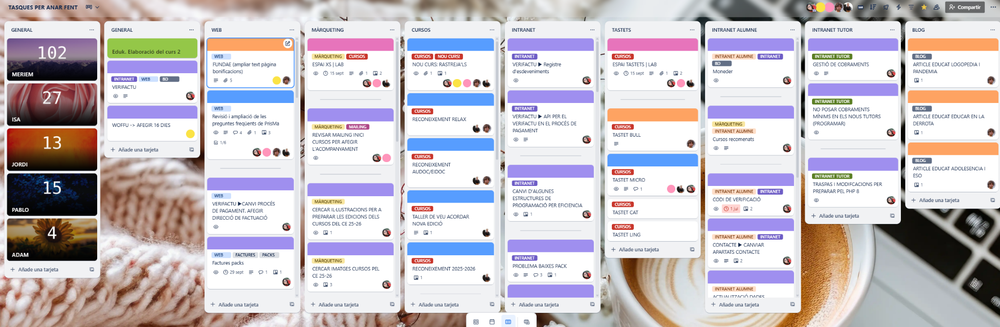 TASQUES PER ANAR FENT
Compartir
GENERAL
102
MERIEM
27
ISA
13
JORDI
15
PABLO
4
ADAM
Añade una tarjeta
GENERAL
Eduk. Elaboració del curs 2
INTRANET WEB BD
VERIFACTU
WOFFU -> AFEGIR 16 DIES
Añade una tarjeta
WEB
WEB
FUNDAE (ampliar text pàgina
bonificacions)
5
WEB
Revisió i ampliació de les
preguntes freqüents de PrisMa
4 1 3
1/6
WEB
VERIFACTU ▶CANVI PROCÉS
DE PAGAMENT. AFEGIR
DIRECCIÓ DE FACTUACIÓ
WEB FACTURES PACKS
Factures packs
29 sept 1 1
Añade una tarjeta
MÀRQUETING
MÀRQUETING CURSOS
ESPAI XS | LAB
15 sept 1 2
MÀRQUETING MAILING
REVISAR MAILING INICI
CURSOS PER AFEGIR
L'ACOMPANYAMENT
MÀRQUETING
CERCAR IL·LUSTRACIONS PER A
PREPARAR LES EDICIONS DELS
CURSOS DEL CE 25-26
1
MÀRQUETING
CERCAR IMATGES CURSOS PEL
CE 25-26
3
Añade una tarjeta
CURSOS
CURSOS NOU CURS!
NOU CURS: RASTREJA'LS
1 1
CURSOS
RECONEIXEMENT RELAX
CURSOS
RECONEIXEMENT
AUDOC/EIDOC
CURSOS
TALLER DE VEU ACORDAR
NOVA EDICIÓ
1
CURSOS
RECONEIXEMENT 2025-2026
1
Añade una tarjeta
INTRANET
INTRANET
VERIFACTU ▶ Registre
d'esdeveniments
INTRANET
VERIFACTU ▶ API PER EL
VERIFACTU EN EL PROCÉS DE
PAGAMENT
INTRANET
CANVI D'ALGUNES
ESTRUCTURES DE
PROGRAMACIÓ PER EFICIENCIA
1
INTRANET
PROBLEMA BAIXES PACK
3 1
Añade una tarjeta
TASTETS
CURSOS
ESPAI TASTETS | LAB
15 sept 1 2
CURSOS
TASTET BULL
CURSOS
TASTET MICRO
1
CURSOS
TASTET CAT
CURSOS
TASTET LING
Añade una tarjeta
INTRANET ALUMNE
INTRANET ALUMNE INTRANET
BD
Moneder
MÀRQUETING
INTRANET ALUMNE
Cursos recomenats
INTRANET ALUMNE INTRANET
CODI DE VERIFICACIÓ
1 jul 2
INTRANET ALUMNE INTRANET
CONTACTE ▶ CANVIAR
APARTATS CONTACTE
2
INTRANET ALUMNE
ACTUALITZACIÓ DADES
Añade una tarjeta
INTRANET TUTOR
INTRANET TUTOR
GESTIÓ DE COBRAMENTS
INTRANET TUTOR
NO POSAR COBRAMENTS
MÍNIMS EN ELS NOUS TUTORS
(PROGRAMAR)
INTRANET TUTOR
TRASPAS I MODIFCACIONS PER
PREPARAR PEL PHP 8
Añade una tarjeta
BLOG
BLOG
ARTICLE EDUCAT LOGOPEDIA I
PANDEMIA
1
BLOG
ARTICLE EDUCAT EDUCAR EN LA
DERROTA
1
BLOG
ARTICLE EDUCAT ADOLESENCIA I
ESO
1
Añade una tarjeta